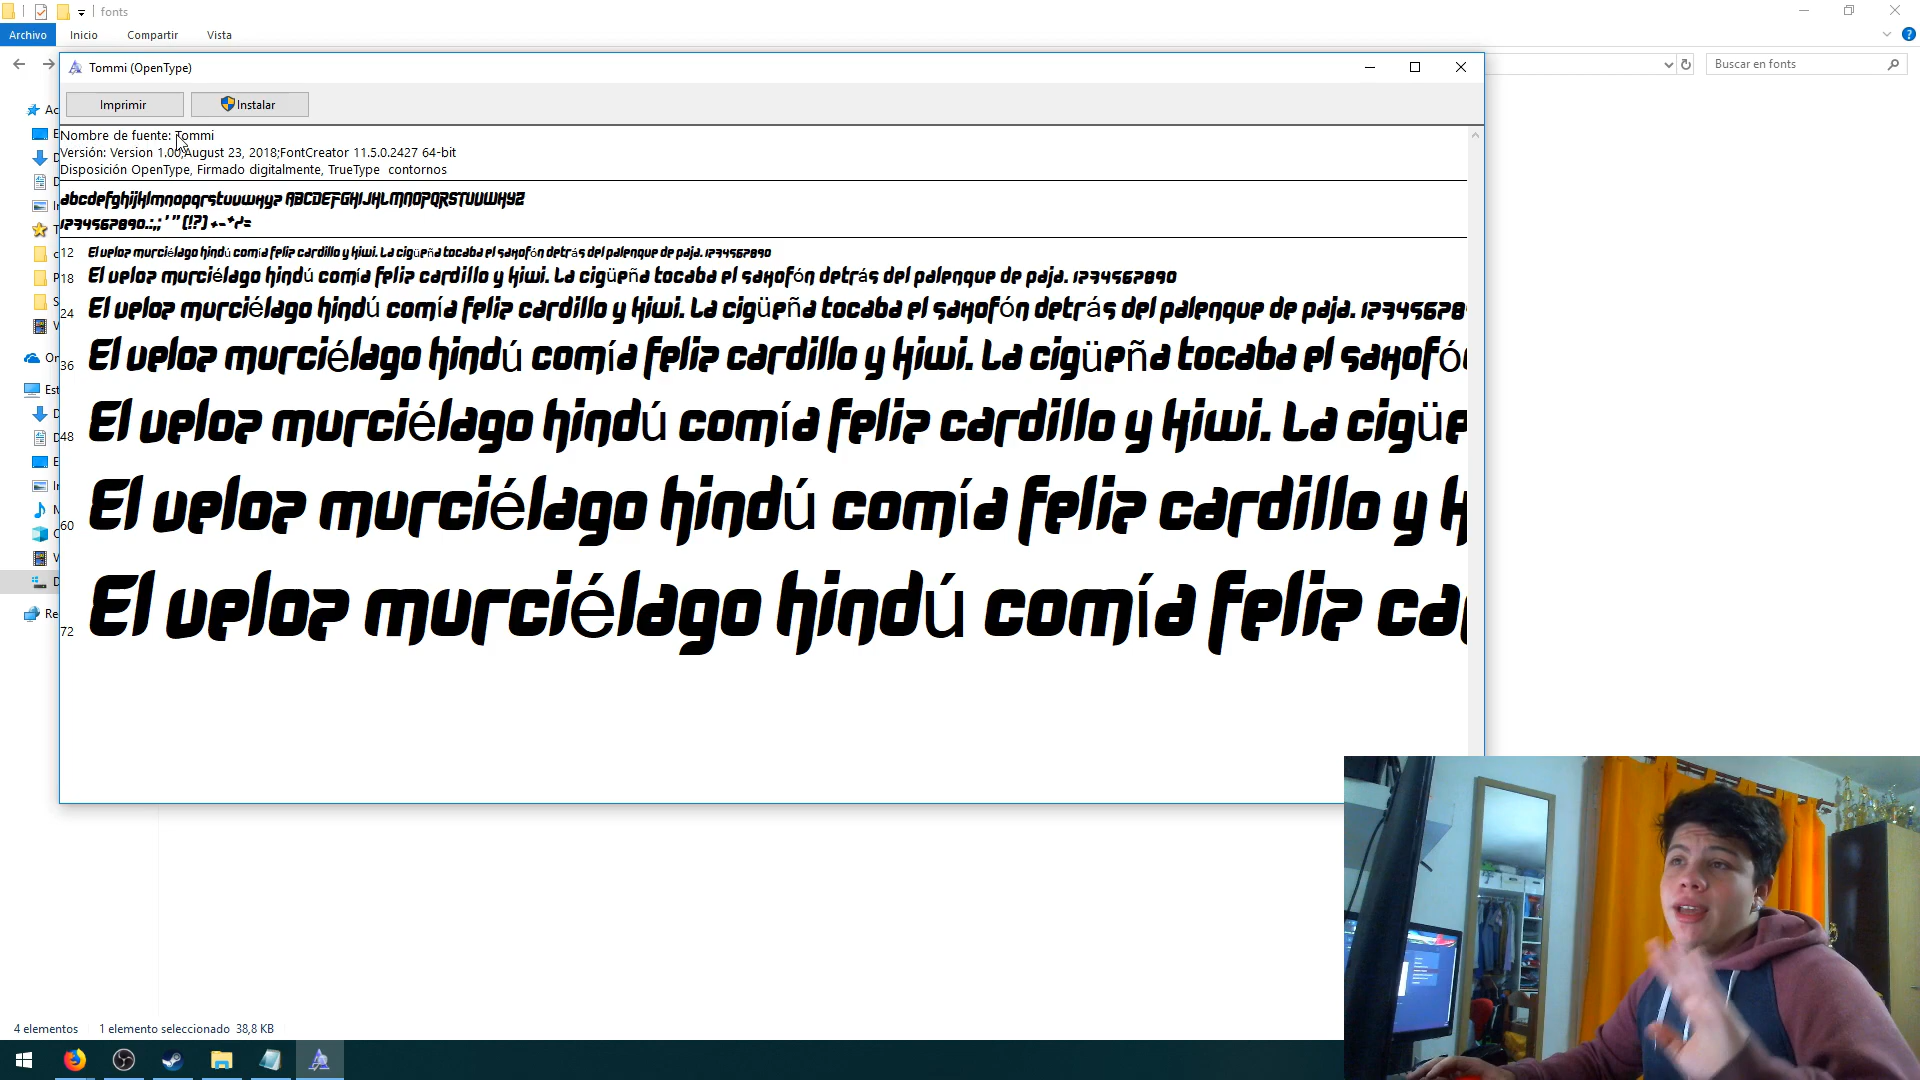 fonts
Archivo
Inicio
Compartir
Vista
Tommi (OpenType)
Buscar en fonts
Imprimir
Instalar
Nombre de fuente: Tommi
Versión: Version 1.00;August 23, 2018;FontCreator 11.5.0.2427 64-bit
Disposición OpenType, Firmado digitalmente, TrueType contornos
abcdefghijklmnopqrstuvwxyz ABCDEFGHIJKLMNOPQRSTUVWXYZ
1234567890.:,; ' " (!?) +-*/=
12 El veloz murciélago hindú comía feliz cardillo y kiwi. La cigüeña tocaba el saxofón detrás del palenque de paja. 1234567890
18 El veloz murciélago hindú comía feliz cardillo y kiwi. La cigüeña tocaba el saxofón detrás del palenque de paja. 1234567890
24 El veloz murciélago hindú comía feliz cardillo y kiwi. La cigüeña tocaba el saxofón detrás del palenque de paja. 123456789
36 El veloz murciélago hindú comía feliz cardillo y kiwi. La cigüeña tocaba el saxofó
48 El veloz murciélago hindú comía feliz cardillo y kiwi. La cigüe
60 El veloz murciélago hindú comía feliz cardillo y k
72 El veloz murciélago hindú comía feliz ca
4 elementos
1 elemento seleccionado 38,8 KB